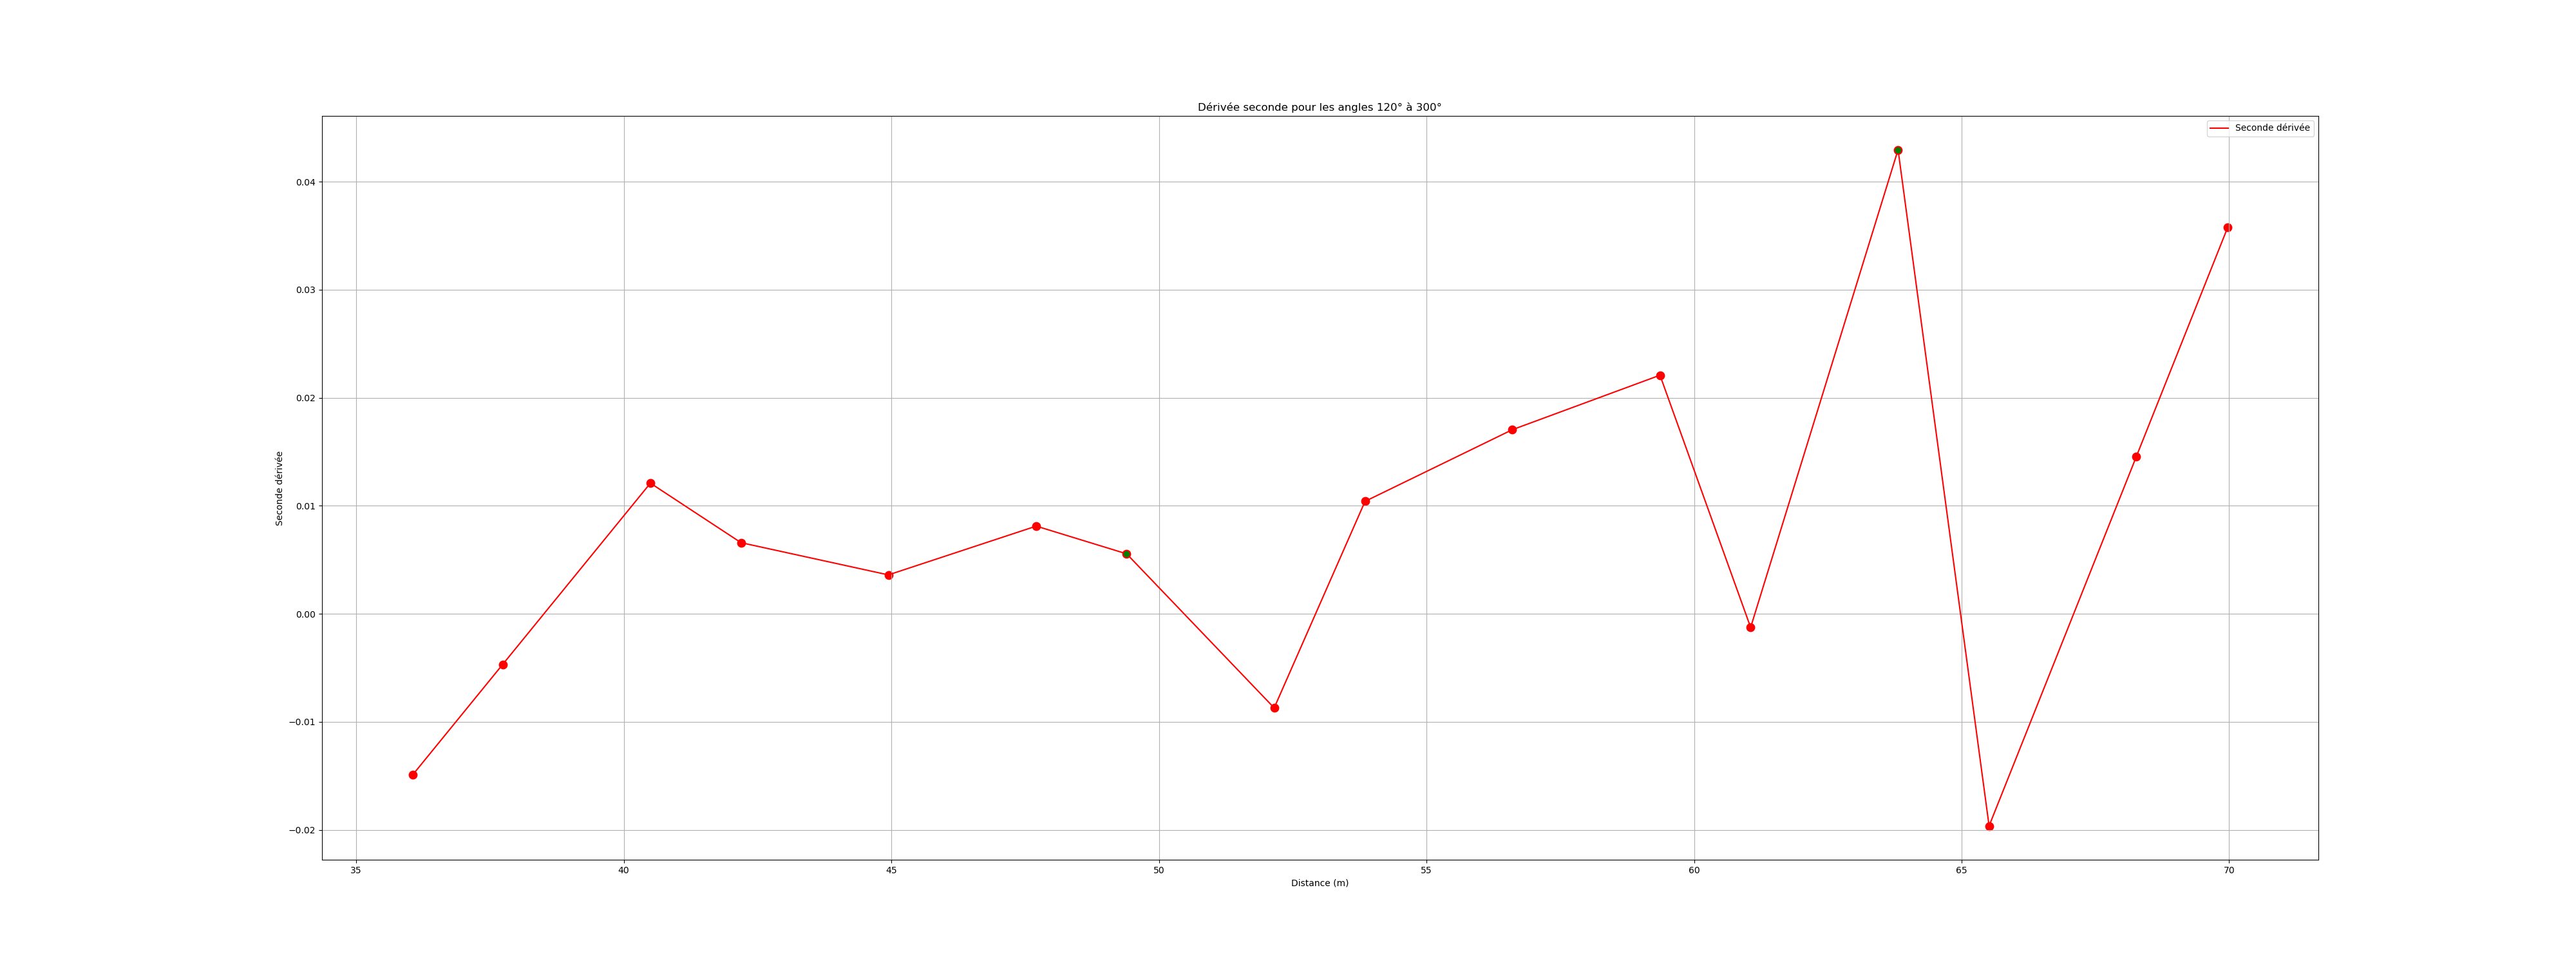 Dérivée seconde pour les angles 120° à 300°
Seconde dérivée
0.04
0.03
0.02
0.01
0.00
−0.01
−0.02
Seconde dérivée
35 40 45 50 55 60 65 70
Distance (m)